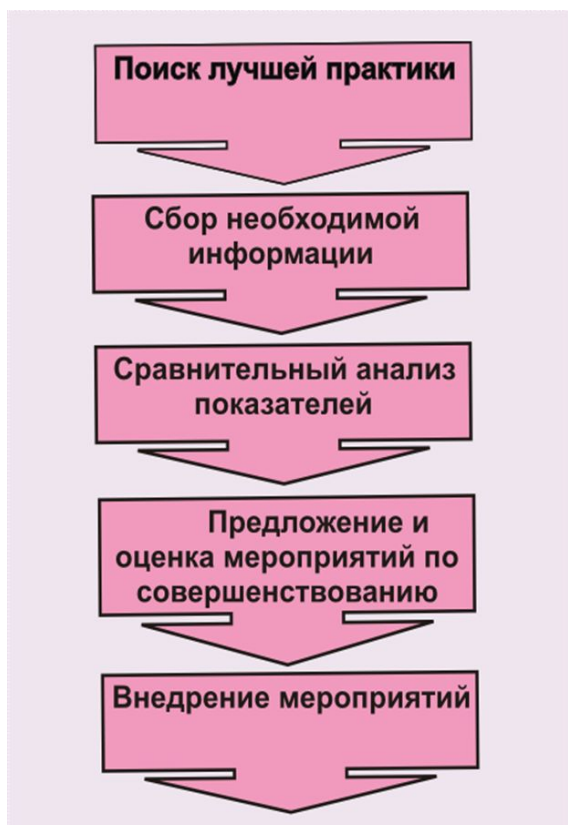 Поиск лучшей практики
Сбор необходимой
информации
Сравнительный анализ
показателей
Предложение и
оценка мероприятий по
совершенствованию
Внедрение мероприятий